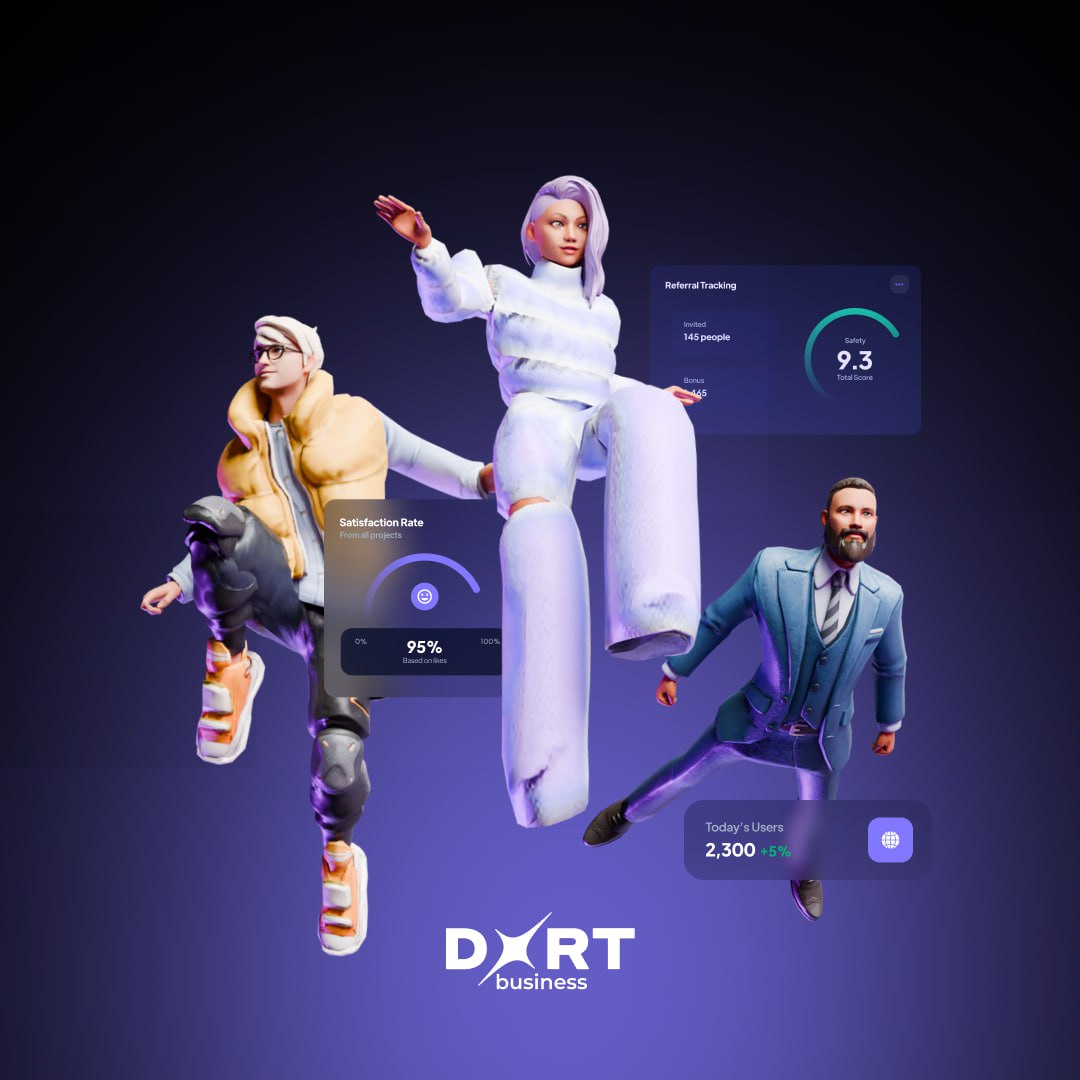 Referral Tracking
Invited
145 people
Safety
9.3
Total Score
Bonus
Satisfaction Rate
From all projects
0%
95%
100%
Based on likes
Today's Users
2,300 +5%
DXRT
business